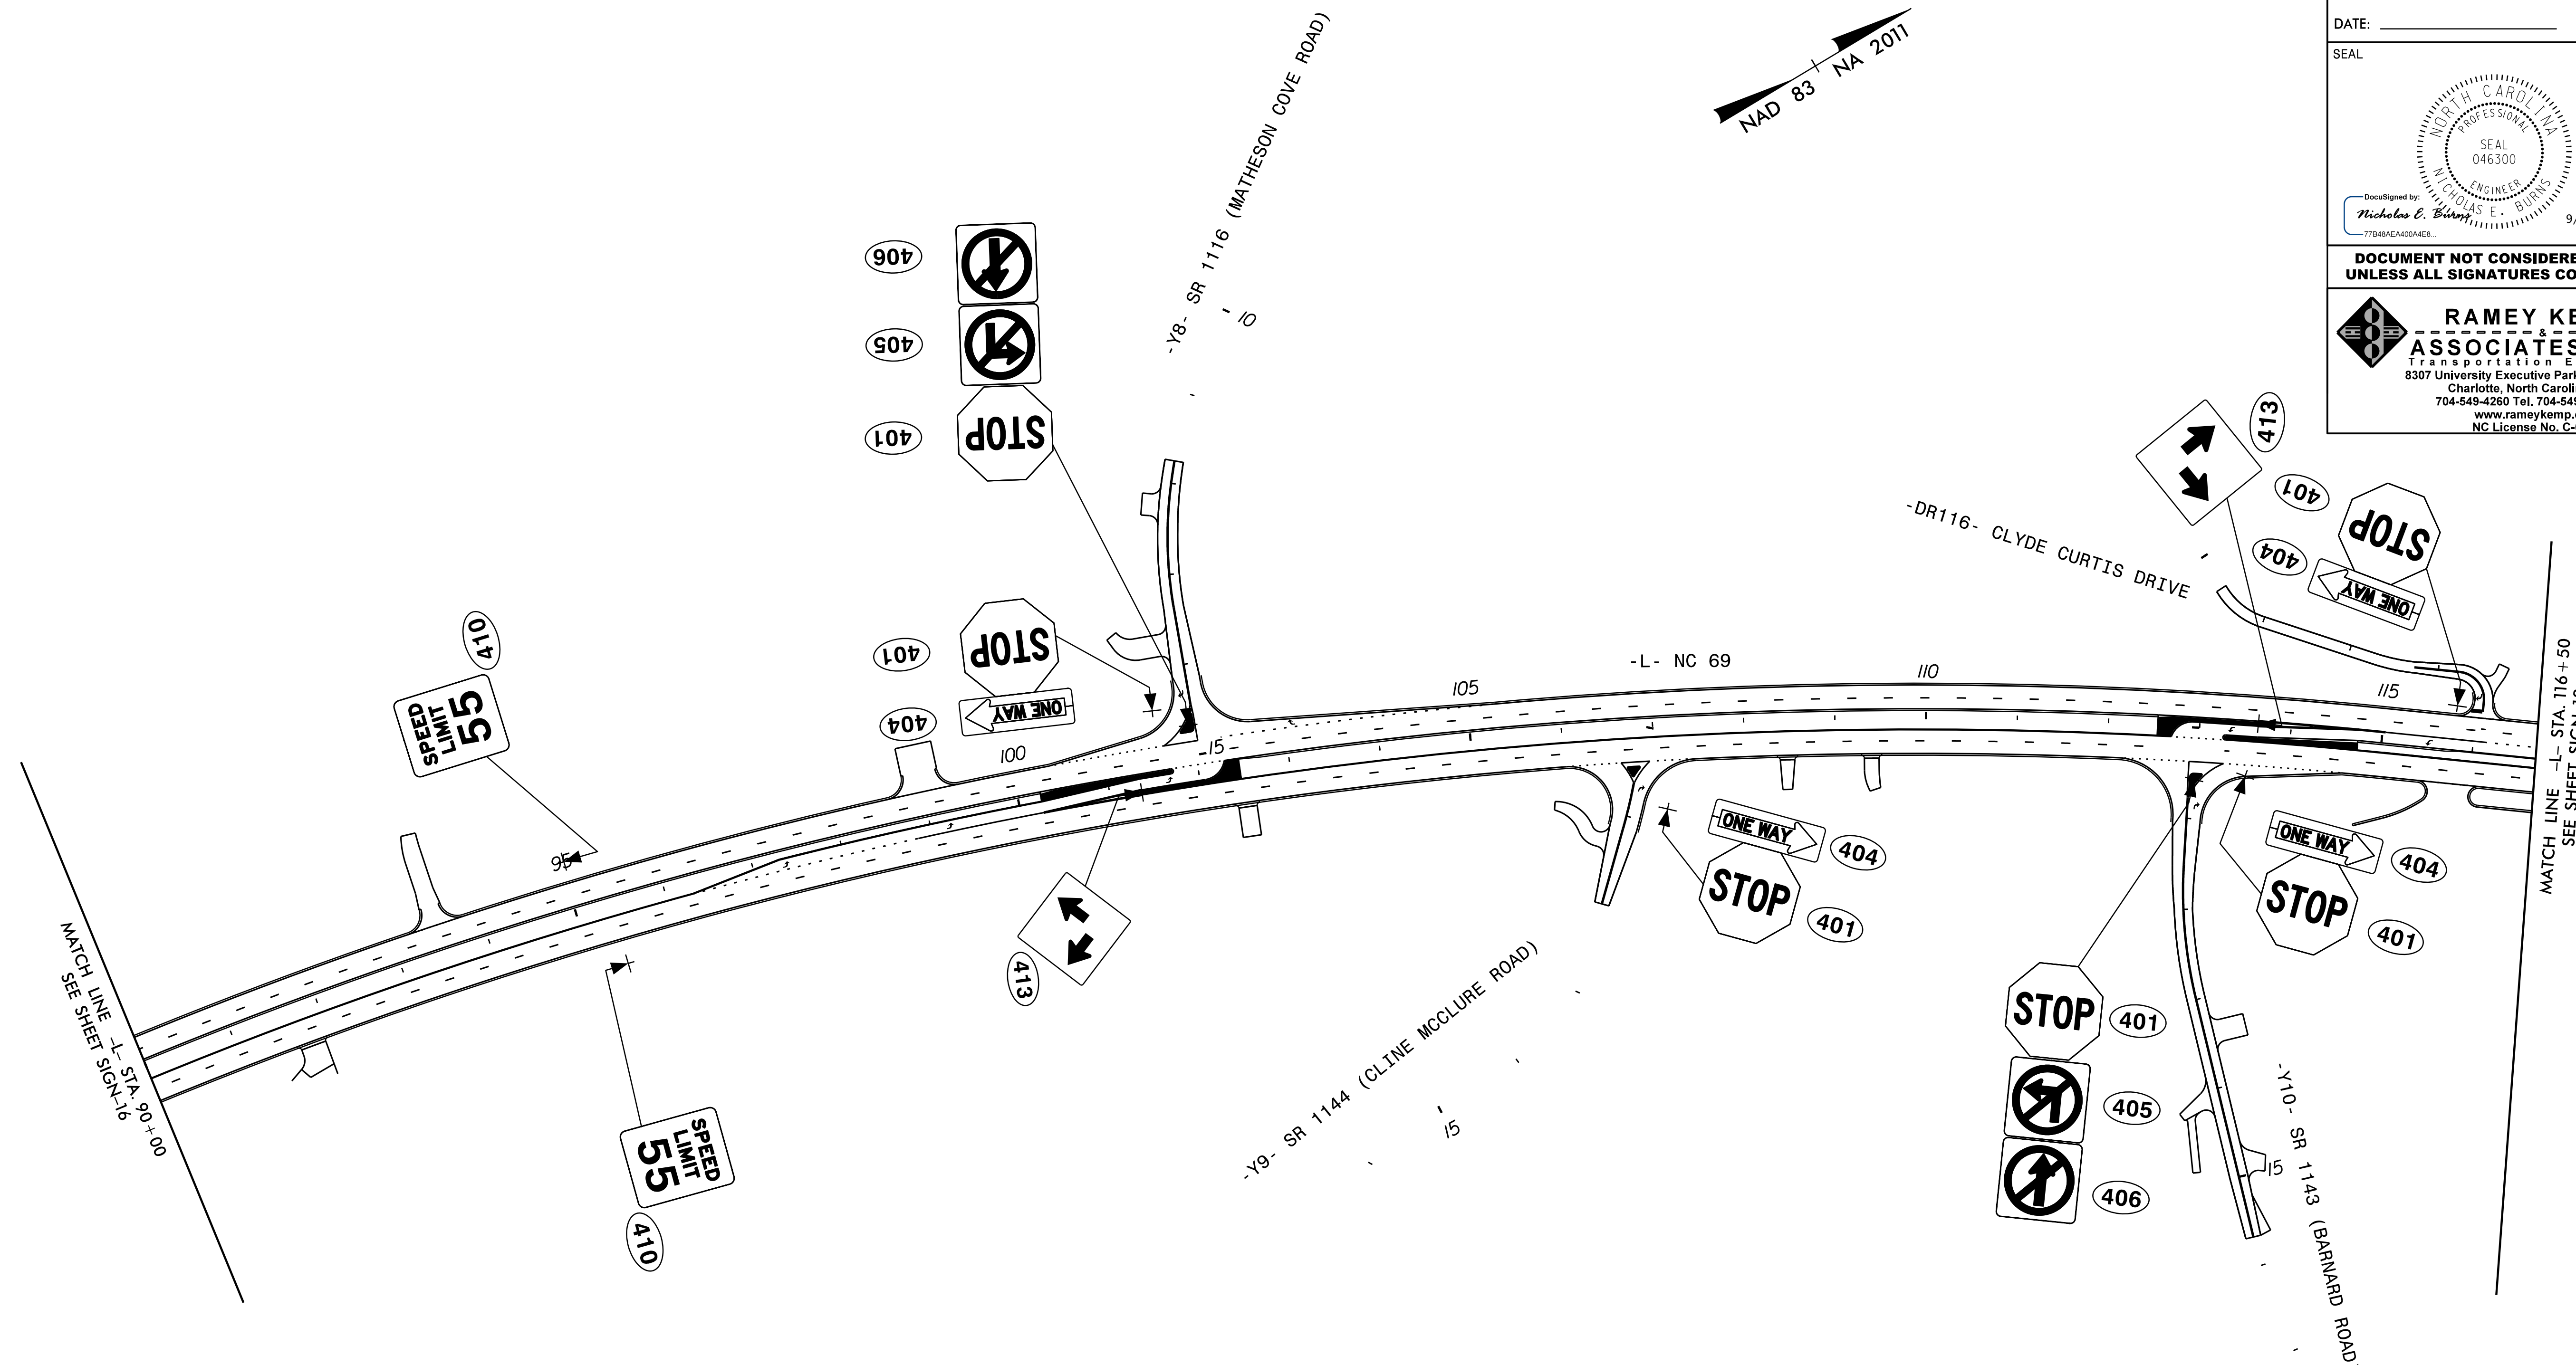 DATE:
SEAL
NORTH CAROLINA
PROFESSIONAL
SEAL
046300
ENGINEER
NICHOLAS E. BURNS
DocuSigned by:
Nicholas E. Burns
77B48AEA400A4E8...
9/
DOCUMENT NOT CONSIDERE
UNLESS ALL SIGNATURES CO
RAMEY KE
&
ASSOCIATES
Transportation E
8307 University Executive Par
Charlotte, North Caroli
704-549-4260 Tel. 704-549
www.rameykemp.
NC License No. C-
NAD 83 NA 2011
-Y8- SR 1116 (MATHESON COVE ROAD)
10
406
405
401
STOP
401
STOP
404
ONE WAY
410
SPEED
LIMIT
55
95
100
15
105
-L- NC 69
110
115
-DR116- CLYDE CURTIS DRIVE
413
401
STOP
404
ONE WAY
MATCH LINE -L- STA. 116+50
MATCH LINE -L- STA. 90+00
SEE SHEET SIGN-16
SPEED
LIMIT
55
410
413
ONE WAY
404
STOP
401
-Y9- SR 1144 (CLINE MCCLURE ROAD)
15
ONE WAY
404
STOP
401
STOP
401
405
406
15
-Y10- SR 1143 (BARNARD ROAD